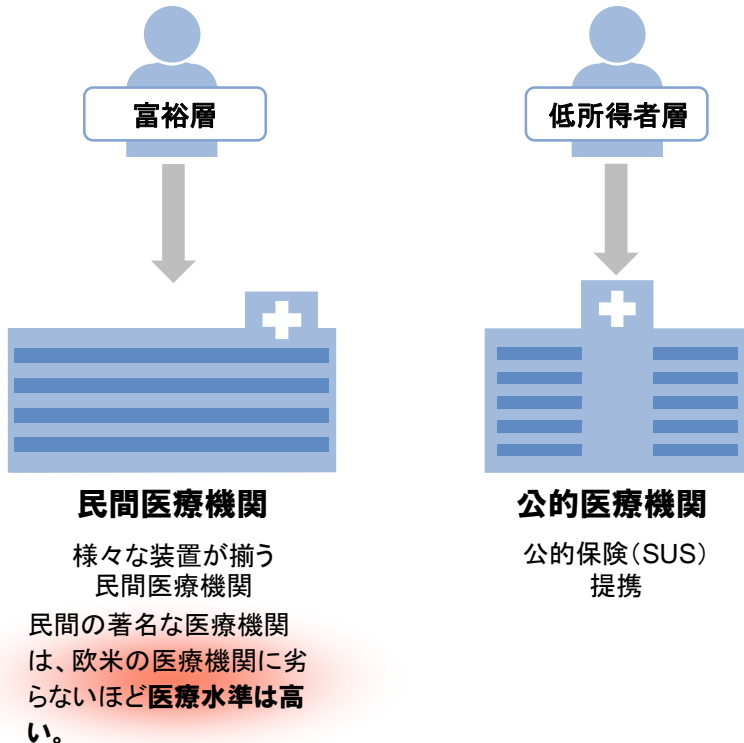 富裕層
低所得者層
民間医療機関
様々な装置が揃う
民間医療機関
民間の著名な医療機関
は、欧米の医療機関に劣
らないほど医療水準は高
い。
公的医療機関
公的保険（SUS）
提携